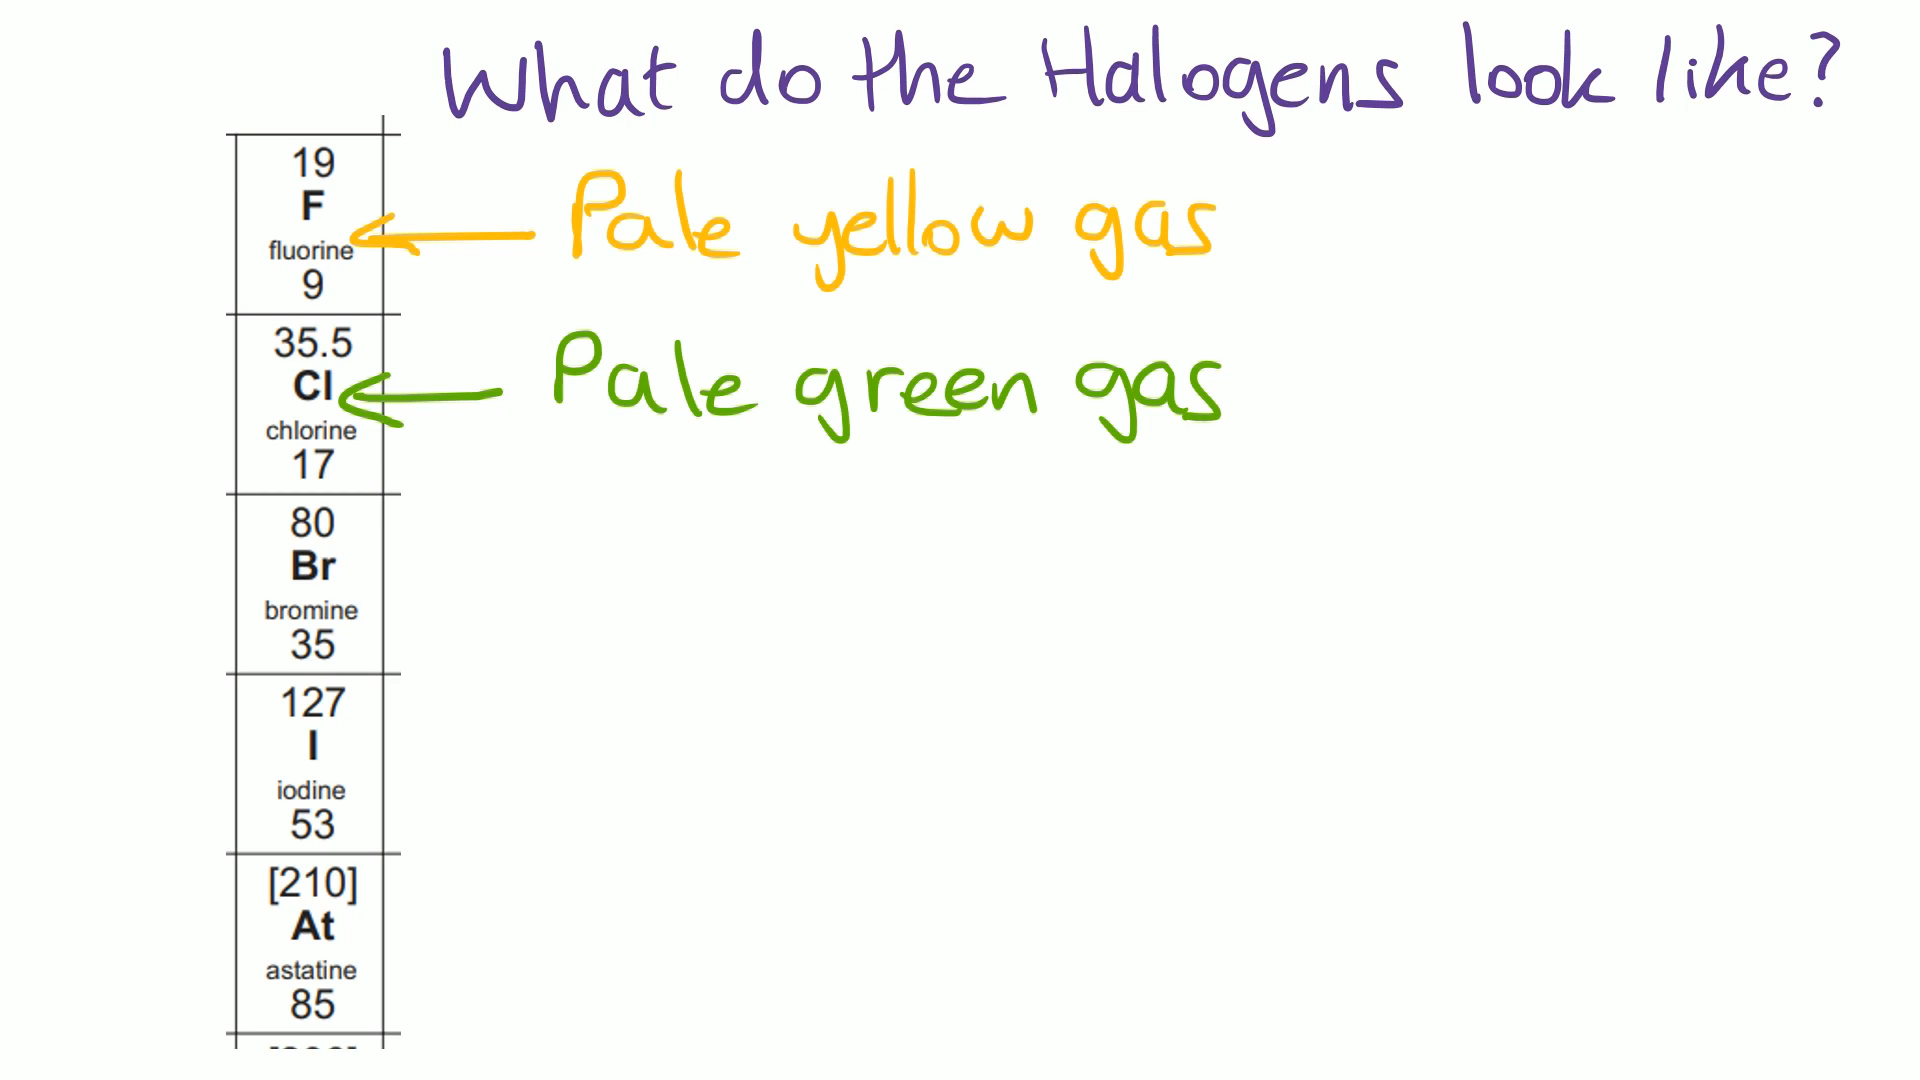 What do the Halogens look like?
19
F
fluorine
9
Pale yellow gas
35.5
Cl
chlorine
17
Pale green gas
80
Br
bromine
35
127
I
iodine
53
[210]
At
astatine
85